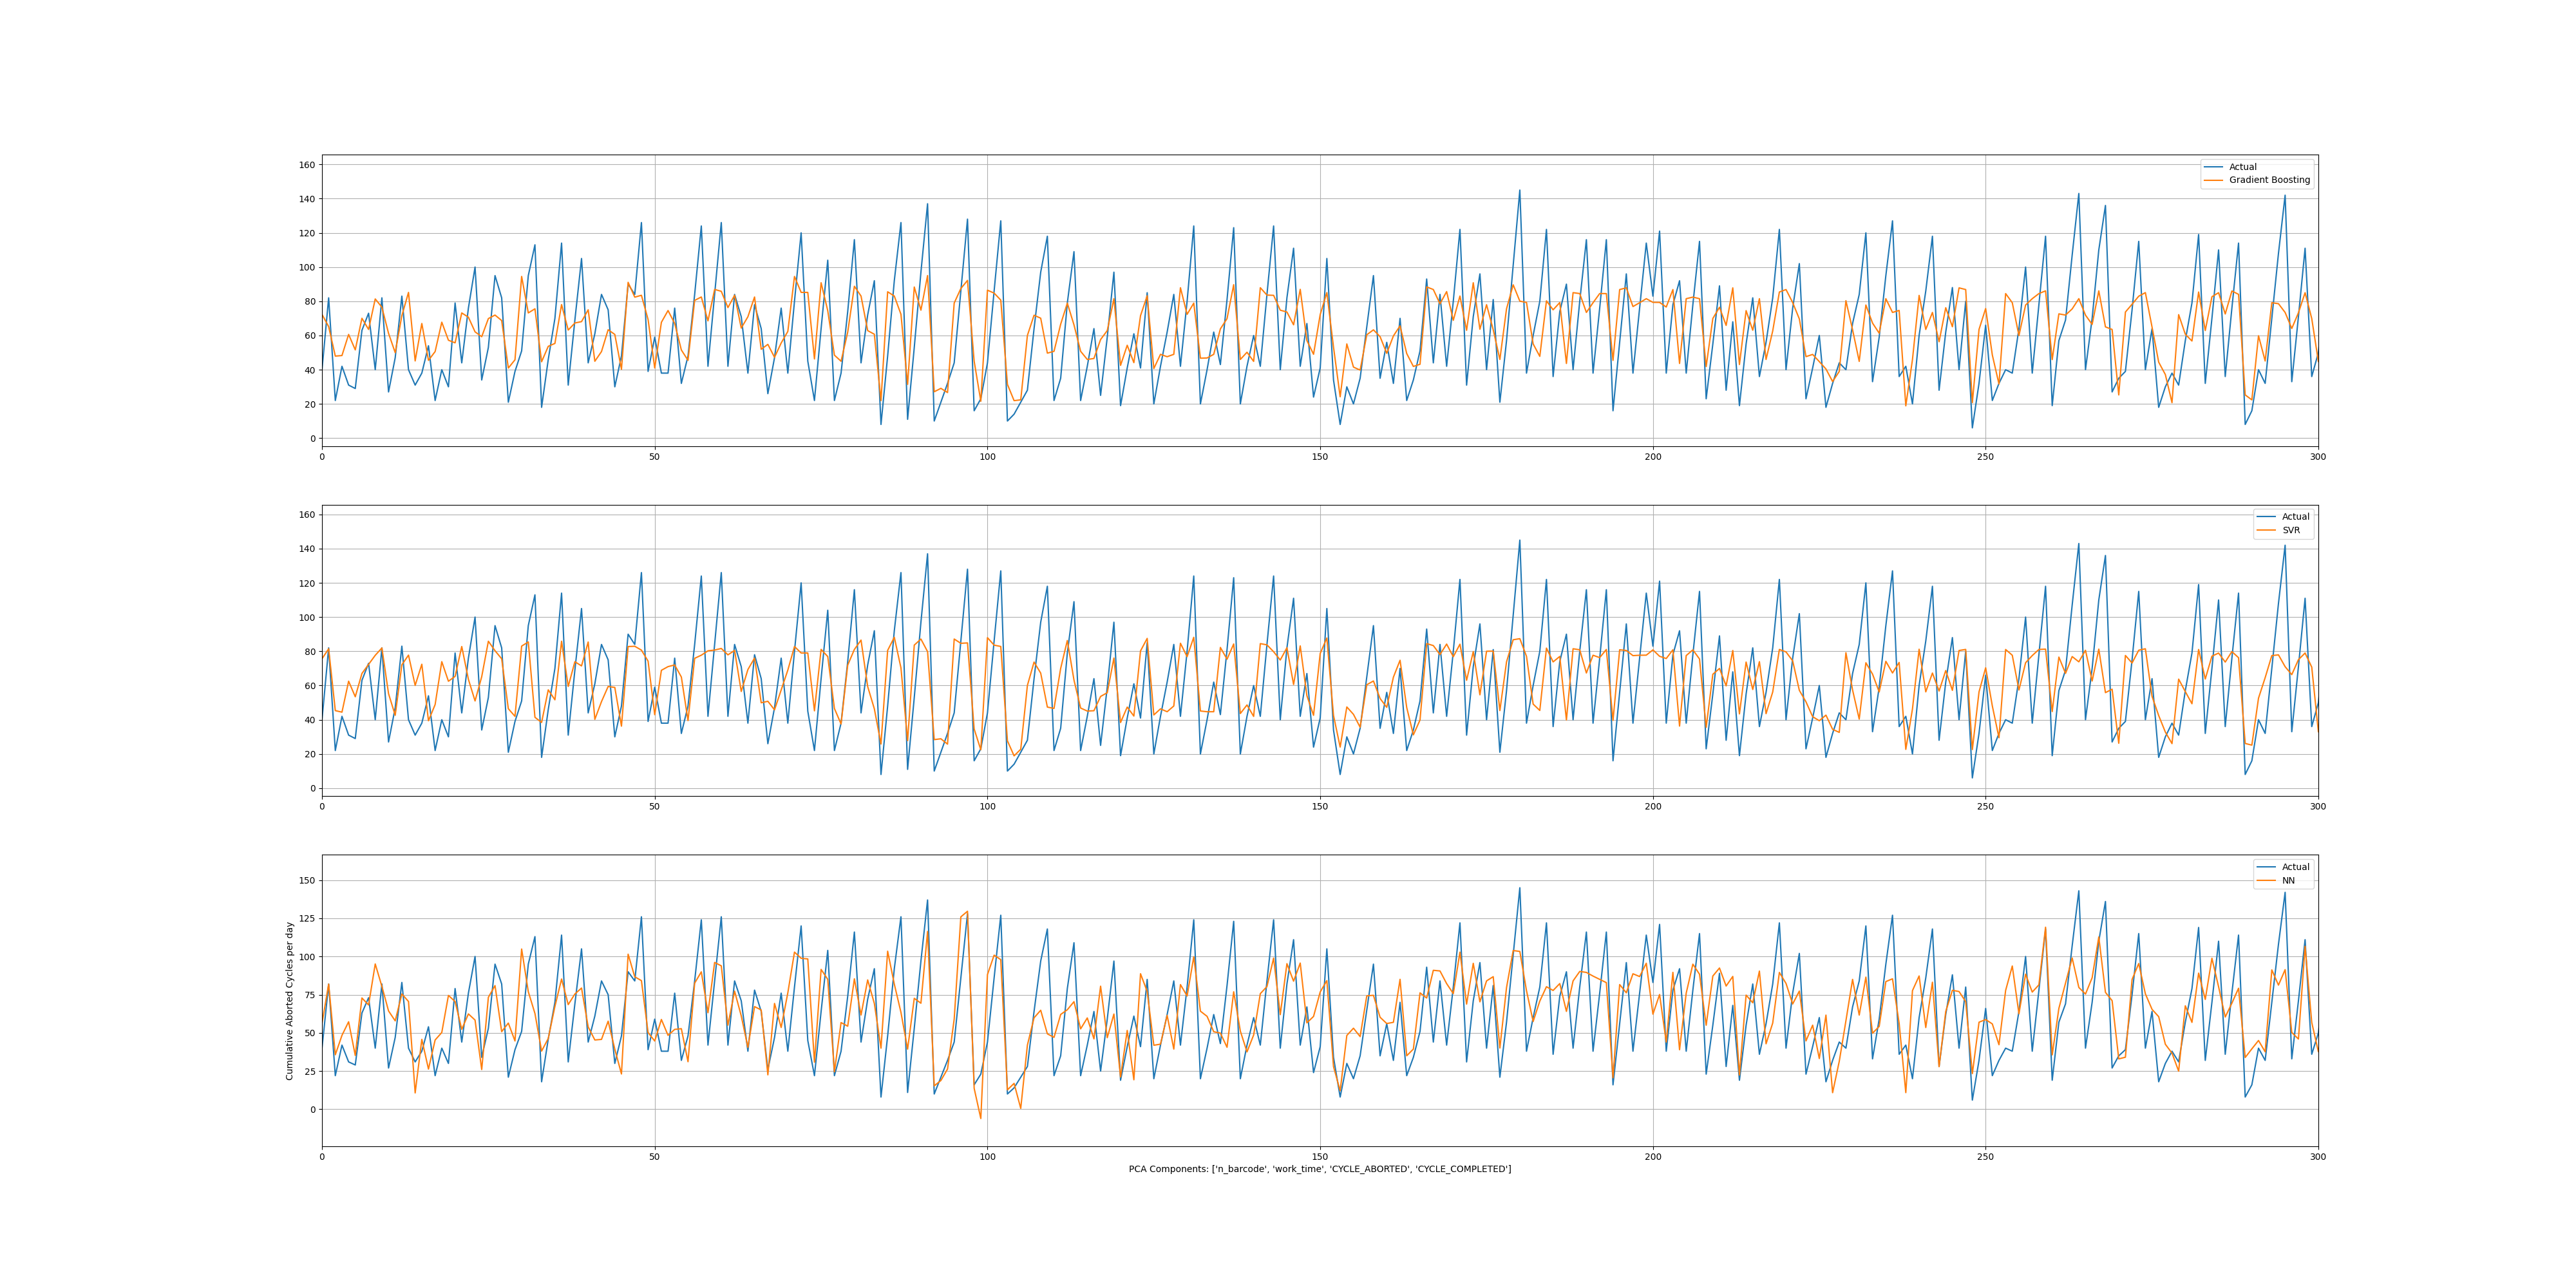 160
140
120
100
80
60
40
20
0
0 50 100 150 200 250 300
Actual
Gradient Boosting
160
140
120
100
80
60
40
20
0
0 50 100 150 200 250 300
Actual
SVR
Cumulative Aborted Cycles per day
150
125
100
75
50
25
0
0 50 100 150 200 250 300
Actual
NN
PCA Components: ['n_barcode', 'work_time', 'CYCLE_ABORTED', 'CYCLE_COMPLETED']